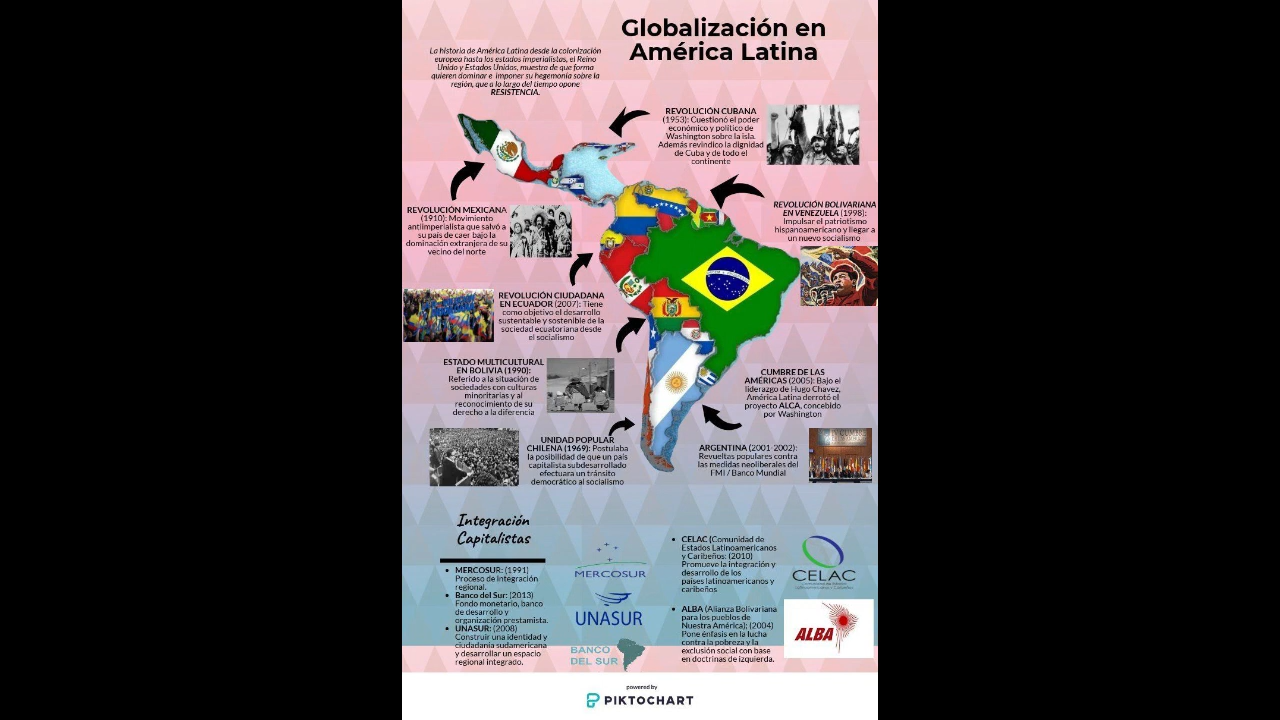 Globalización en
América Latina
La historia de América Latina desde la colonización
europea hasta los estados imperialistas, el Reino
Unido y Estados Unidos, muestra de que forma
quieren dominar e imponer su hegemonía sobre la
región, que a lo largo del tiempo opone
RESISTENCIA.
REVOLUCIÓN CUBANA
(1953): Cuestionó el poder
económico y político de
Washington sobre la isla.
Además revindico la dignidad
de Cuba y de todo el
continente
REVOLUCIÓN MEXICANA
(1910): Movimiento
antiimperialista que salvó a
su país de caer bajo la
dominación extranjera de su
vecino del norte
REVOLUCIÓN BOLIVARIANA
EN VENEZUELA (1998):
Impulsar el patriotismo
hispanoamericano y llegar a
un nuevo socialismo
REVOLUCIÓN CIUDADANA
EN ECUADOR (2007): Tiene
como objetivo el desarrollo
sustentable y sostenible de la
sociedad ecuatoriana desde
el socialismo
ESTADO MULTICULTURAL
EN BOLIVIA (1990):
Referido a la situación de
sociedades con culturas
minoritarias y al
reconocimiento de su
derecho a la diferencia
CUMBRE DE LAS
AMÉRICAS (2005): Bajo el
liderazgo de Hugo Chavez,
América Latina derrotó el
proyecto ALCA, concebido
por Washington
UNIDAD POPULAR
CHILENA (1969): Postulaba
la posibilidad de que un país
capitalista subdesarrollado
efectuara un tránsito
democrático al socialismo
ARGENTINA (2001-2002):
Revueltas populares contra
las medidas neoliberales del
FMI / Banco Mundial
Integración
Capitalistas
• MERCOSUR: (1991)
Proceso de integración
regional.
• Banco del Sur: (2013)
Fondo monetario, banco
de desarrollo y
organización prestamista.
• UNASUR: (2008)
Construir una identidad y
ciudadanía sudamericana
y desarrollar un espacio
regional integrado.
MERCOSUR
UNASUR
BANCO
DEL SUR
• CELAC (Comunidad de
Estados Latinoamericanos
y Caribeños: (2010)
Promueve la integración y
desarrollo de los
países latinoamericanos y
caribeños
• ALBA (Alianza Bolivariana
para los pueblos de
Nuestra América); (2004)
Pone énfasis en la lucha
contra la pobreza y la
exclusión social con base
en doctrinas de izquierda.
CELAC
ALBA
powered by
PIKTOCHART